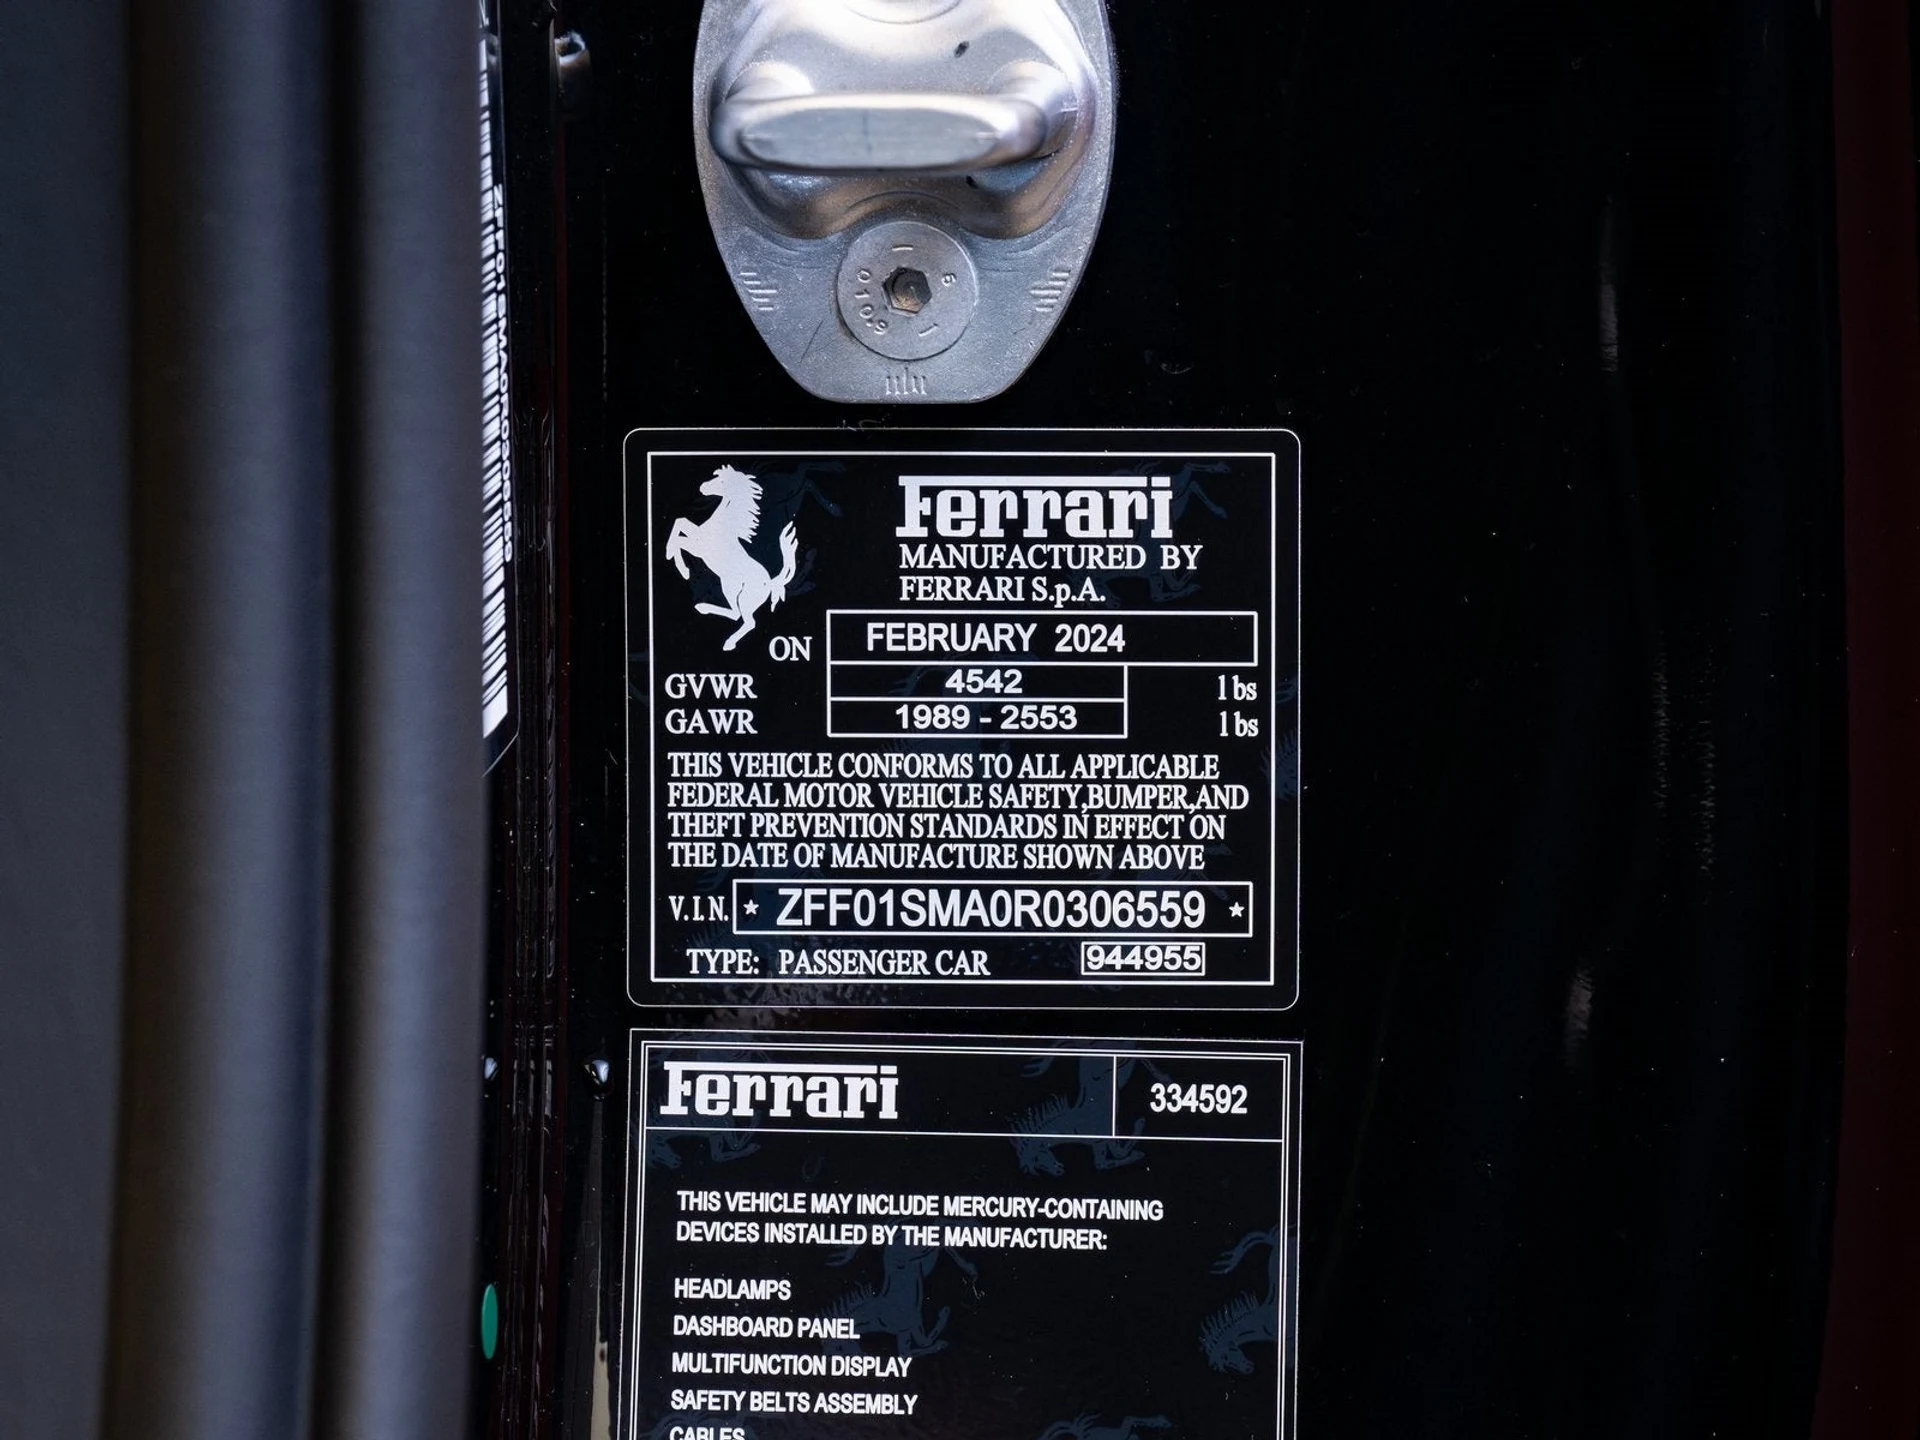 Ferrari
MANUFACTURED BY
FERRARI S.p.A.
ON FEBRUARY 2024
GVWR 4542 lbs
GAWR 1989 - 2553 lbs
THIS VEHICLE CONFORMS TO ALL APPLICABLE
FEDERAL MOTOR VEHICLE SAFETY,BUMPER,AND
THEFT PREVENTION STANDARDS IN EFFECT ON
THE DATE OF MANUFACTURE SHOWN ABOVE
V.I.N. ★ ZFF01SMA0R0306559 ★
TYPE: PASSENGER CAR 944955
Ferrari 334592
THIS VEHICLE MAY INCLUDE MERCURY-CONTAINING
DEVICES INSTALLED BY THE MANUFACTURER:
HEADLAMPS
DASHBOARD PANEL
MULTIFUNCTION DISPLAY
SAFETY BELTS ASSEMBLY
CABLES